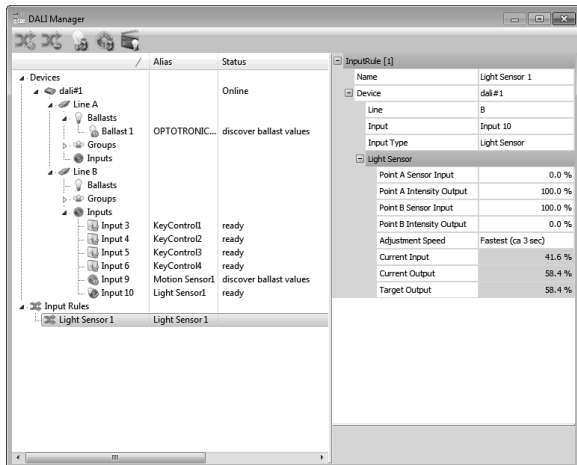 DALI Manager
Alias Status
Devices
dali#1 Online
Line A
Ballasts
Ballast 1 OPTOTRONIC... discover ballast values
Groups
Inputs
Line B
Ballasts
Groups
Inputs
Input 3 KeyControl1 ready
Input 4 KeyControl2 ready
Input 5 KeyControl3 ready
Input 6 KeyControl4 ready
Input 9 Motion Sensor1 discover ballast values
Input 10 Light Sensor1 ready
Input Rules
Light Sensor 1 Light Sensor 1
InputRule [1]
Name Light Sensor 1
Device dali#1
Line B
Input Input 10
Input Type Light Sensor
Light Sensor
Point A Sensor Input 0.0 %
Point A Intensity Output 100.0 %
Point B Sensor Input 100.0 %
Point B Intensity Output 0.0 %
Adjustment Speed Fastest (ca 3 sec)
Current Input 41.6 %
Current Output 58.4 %
Target Output 58.4 %